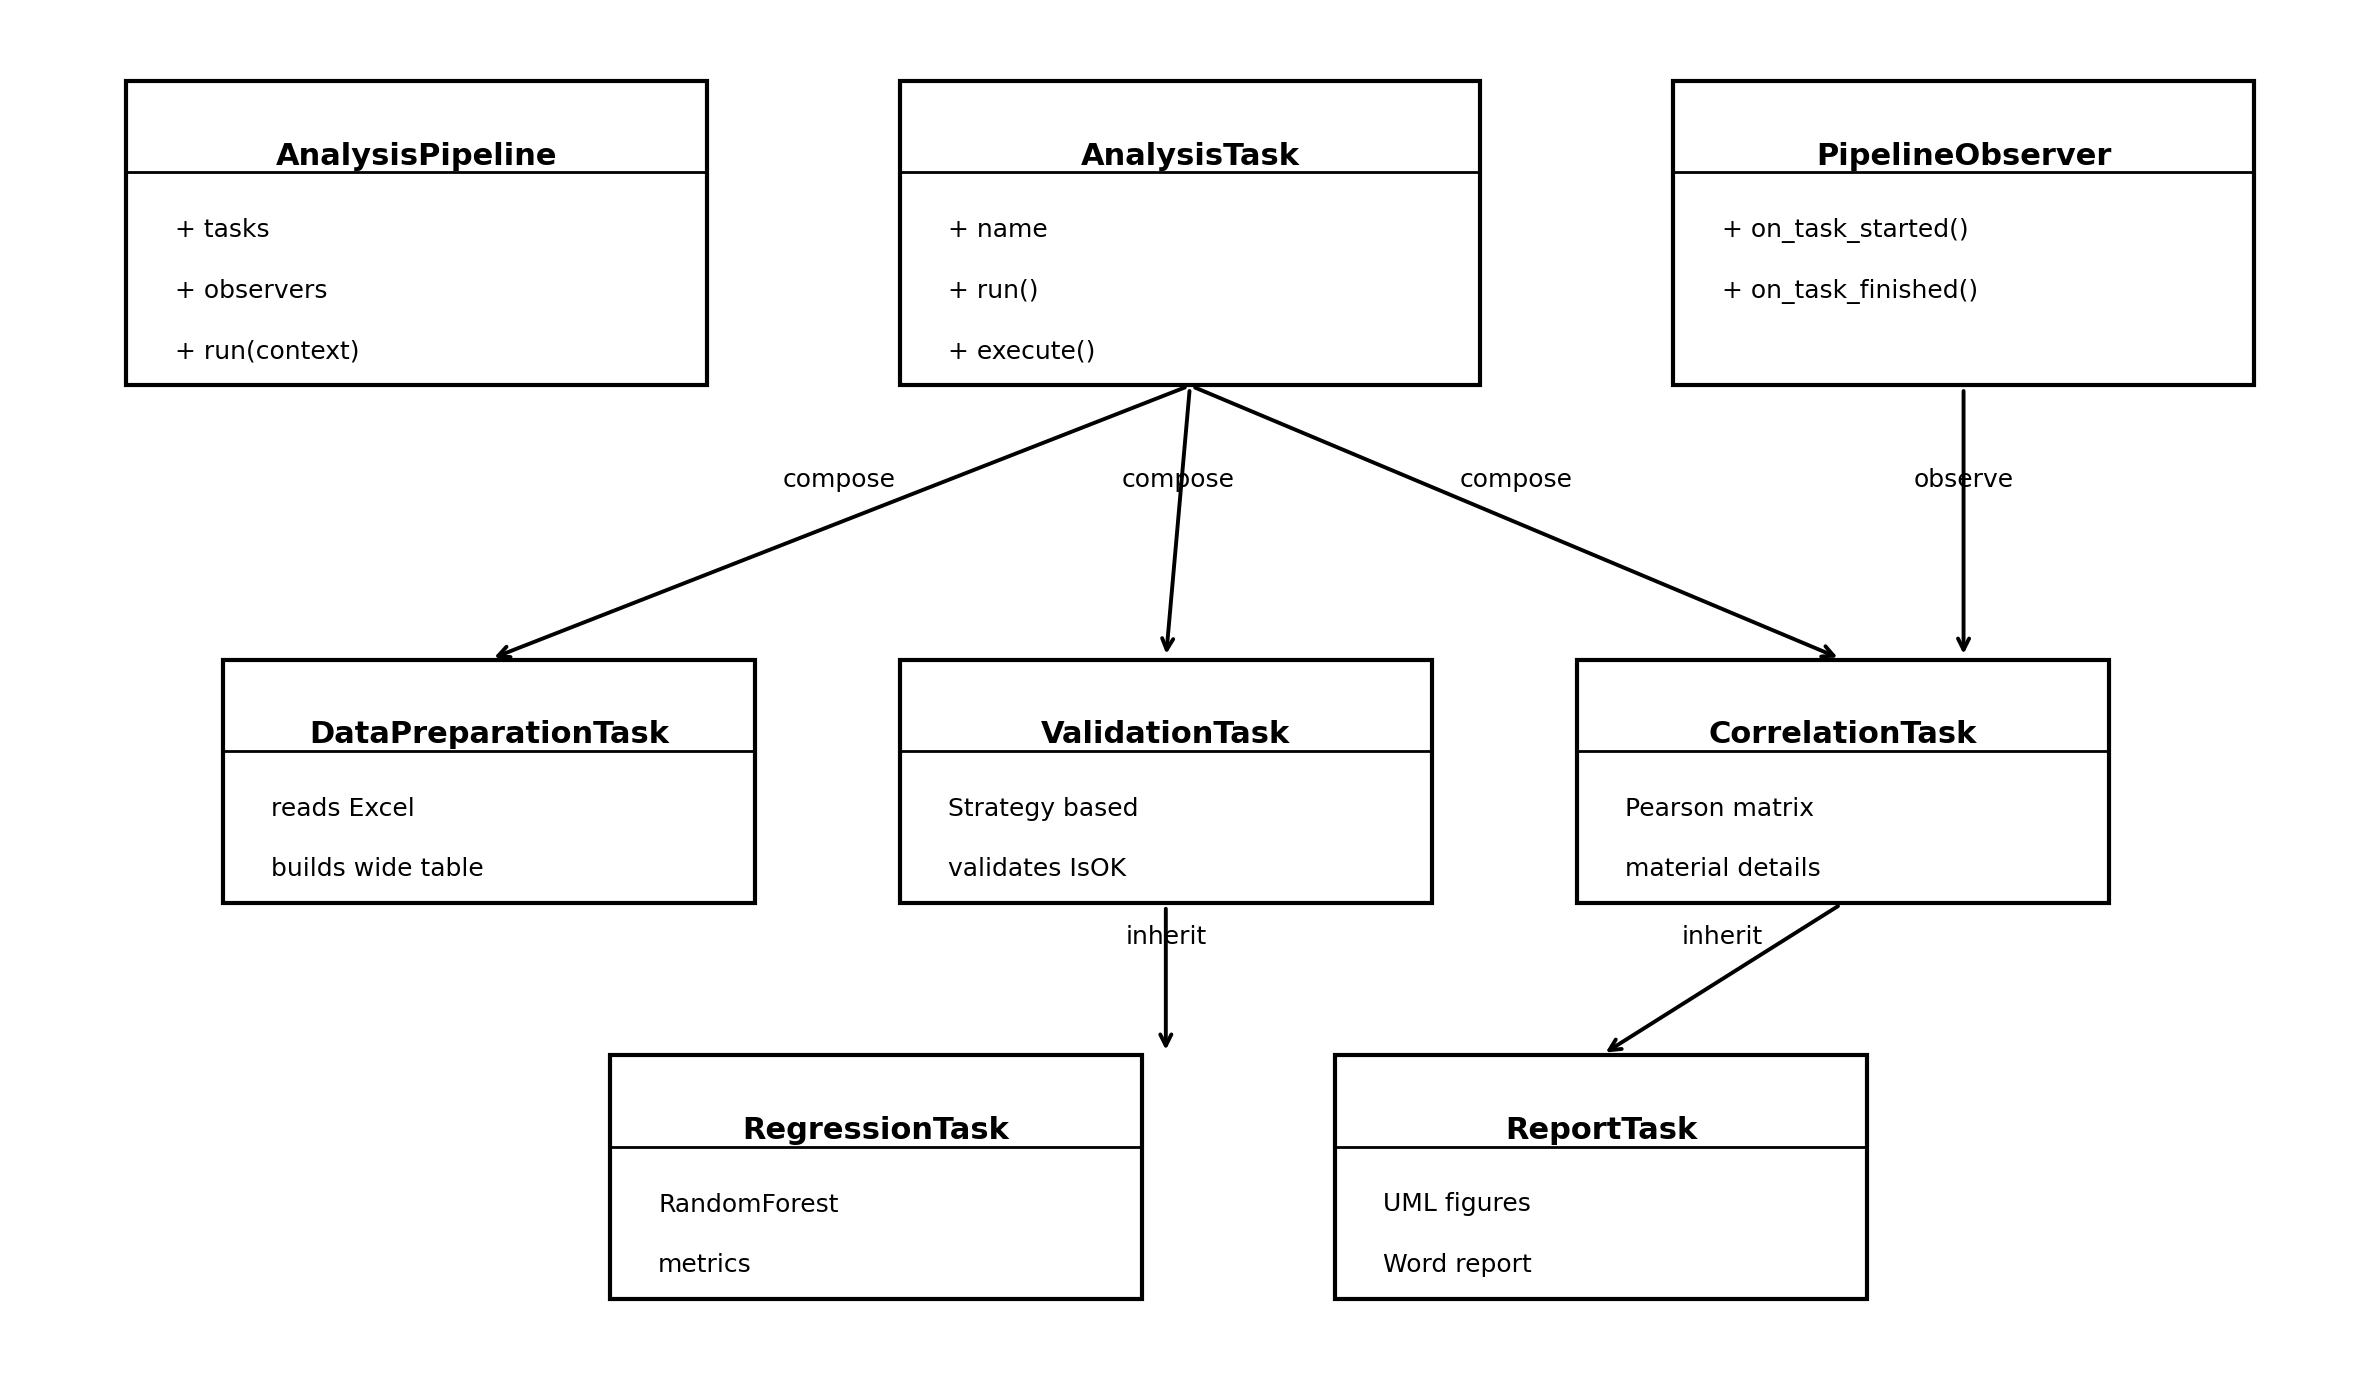 AnalysisPipeline
+ tasks
+ observers
+ run(context)
AnalysisTask
+ name
+ run()
+ execute()
PipelineObserver
+ on_task_started()
+ on_task_finished()
compose
compose
compose
observe
DataPreparationTask
reads Excel
builds wide table
ValidationTask
Strategy based
validates IsOK
CorrelationTask
Pearson matrix
material details
inherit
inherit
RegressionTask
RandomForest
metrics
ReportTask
UML figures
Word report